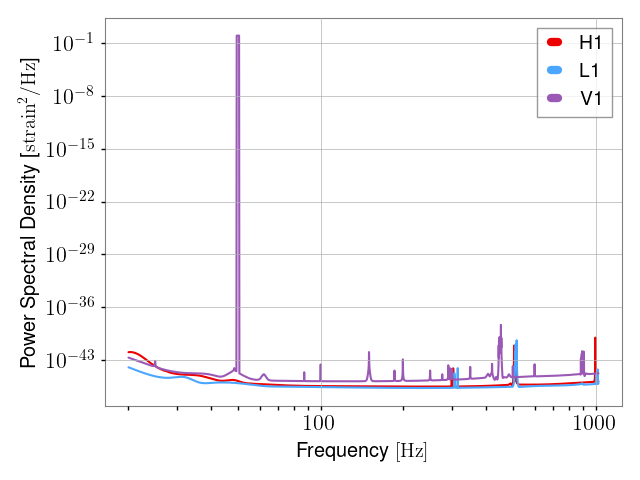 H1
L1
V1
10⁻¹
10⁻⁸
10⁻¹⁵
10⁻²²
10⁻²⁹
10⁻³⁶
10⁻⁴³
Power Spectral Density [strain²/Hz]
100
1000
Frequency [Hz]